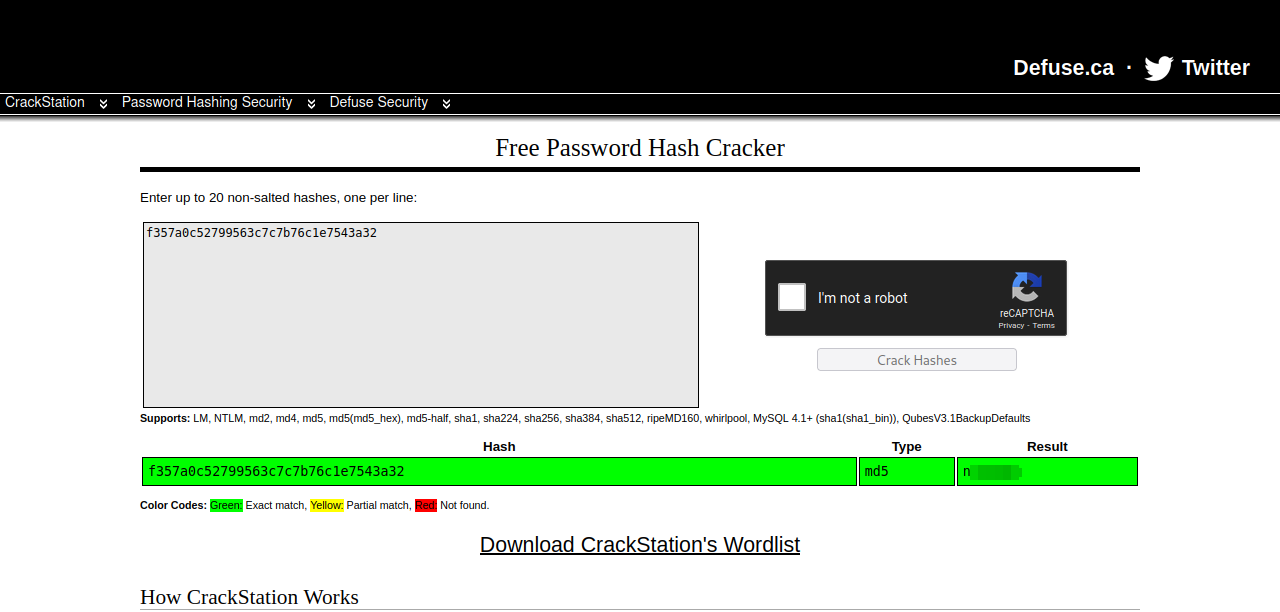 Defuse.ca · Twitter
CrackStation Password Hashing Security Defuse Security
Free Password Hash Cracker
Enter up to 20 non-salted hashes, one per line:
f357a0c52799563c7c7b76c1e7543a32
I'm not a robot
reCAPTCHA
Privacy - Terms
Crack Hashes
Supports: LM, NTLM, md2, md4, md5, md5(md5_hex), md5-half, sha1, sha224, sha256, sha384, sha512, ripeMD160, whirlpool, MySQL 4.1+ (sha1(sha1_bin)), QubesV3.1BackupDefaults
Hash Type Result
f357a0c52799563c7c7b76c1e7543a32 md5
Color Codes: Green: Exact match, Yellow: Partial match, Red: Not found.
Download CrackStation's Wordlist
How CrackStation Works